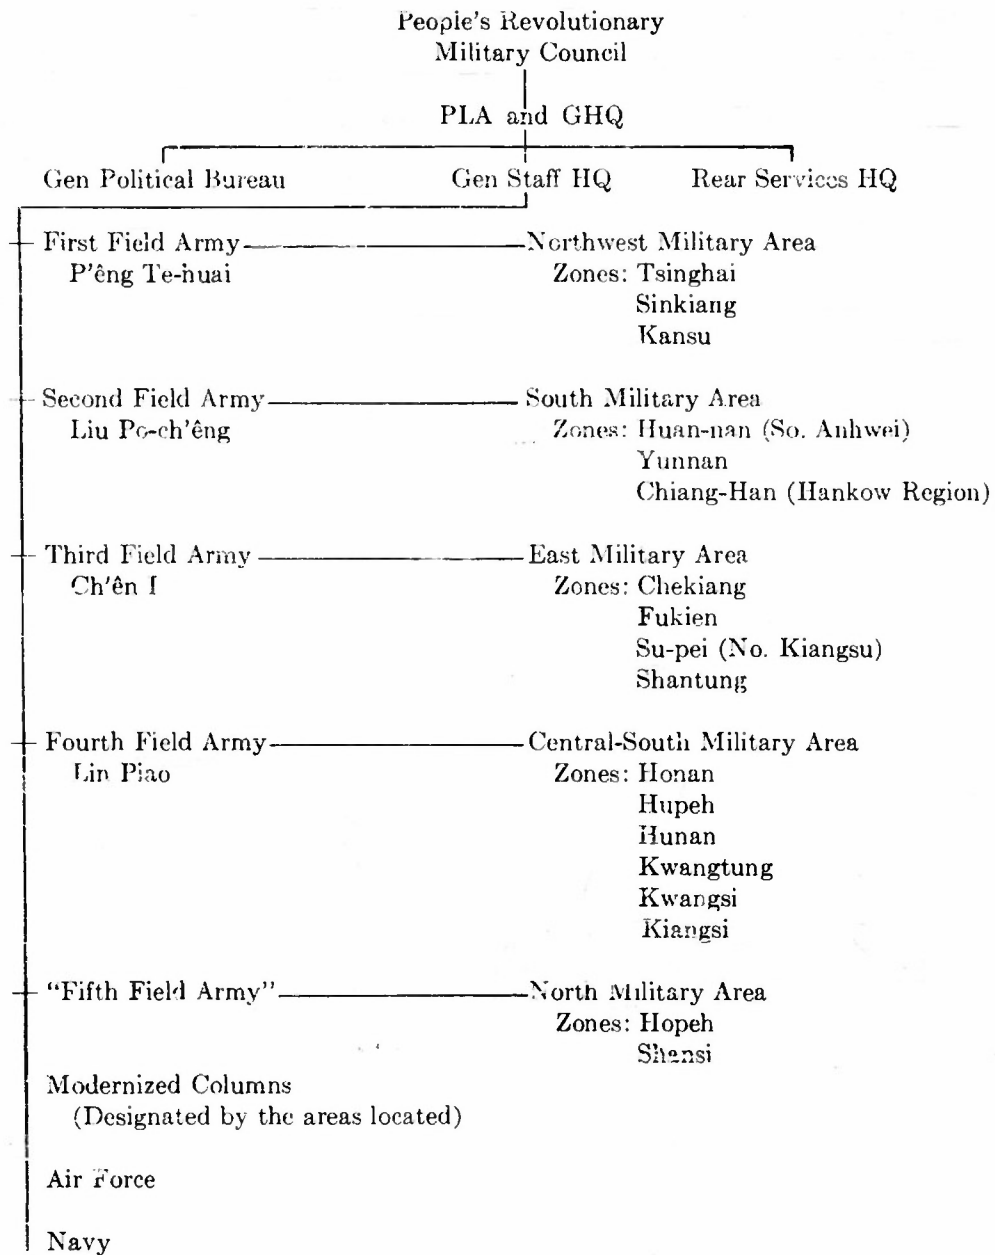 People's Revolutionary
Military Council
PLA and GHQ
Gen Political Bureau Gen Staff HQ Rear Services HQ
First Field Army Northwest Military Area
P'êng Te-huai Zones: Tsinghai
Sinkiang
Kansu
Second Field Army South Military Area
Liu Po-ch'êng Zones: Huan-nan (So. Anhwei)
Yunnan
Chiang-Han (Hankow Region)
Third Field Army East Military Area
Ch'ên I Zones: Chekiang
Fukien
Su-pei (No. Kiangsu)
Shantung
Fourth Field Army Central-South Military Area
Lin Piao Zones: Honan
Hupeh
Hunan
Kwangtung
Kwangsi
Kiangsi
"Fifth Field Army" North Military Area
Zones: Hopeh
Shansi
Modernized Columns
(Designated by the areas located)
Air Force
Navy